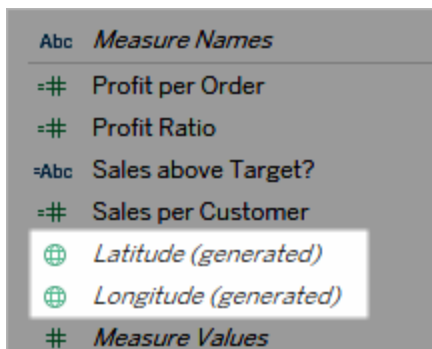 Abc Measure Names
=# Profit per Order
=# Profit Ratio
=Abc Sales above Target?
=# Sales per Customer
Latitude (generated)
Longitude (generated)
# Measure Values